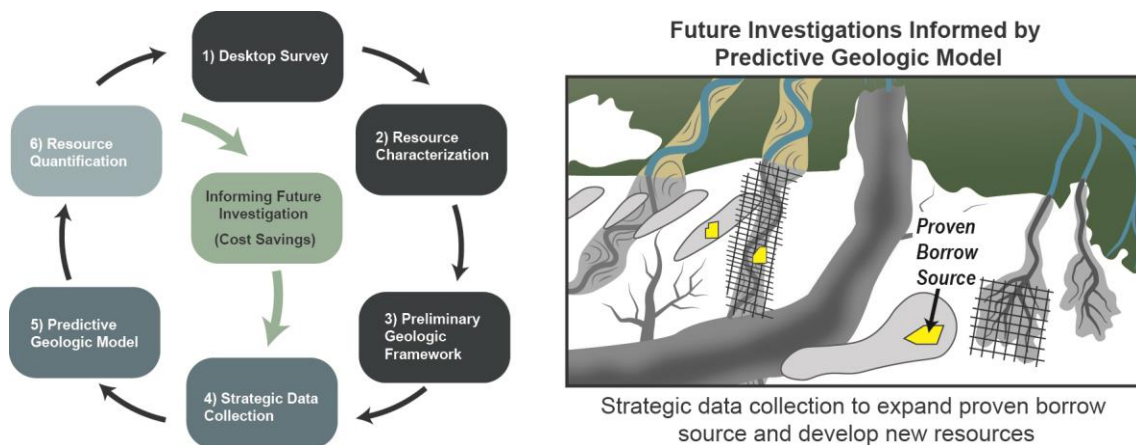 1) Desktop Survey
2) Resource
Characterization
3) Preliminary
Geologic
Framework
4) Strategic Data
Collection
5) Predictive
Geologic Model
6) Resource
Quantification
Informing Future
Investigation
(Cost Savings)
Future Investigations Informed by
Predictive Geologic Model
Proven
Borrow
Source
Strategic data collection to expand proven borrow
source and develop new resources